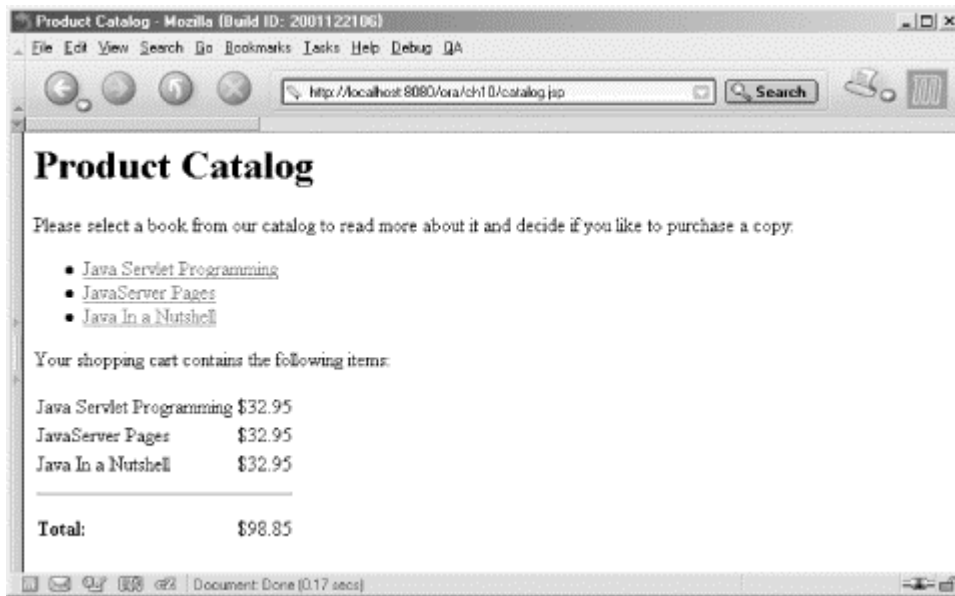 Product Catalog - Mozilla {Build ID: 2001122106}
File Edit View Search Go Bookmarks Tasks Help Debug QA
http://localhost:8080/ora/ch10/catalog.jsp Search
Product Catalog
Please select a book from our catalog to read more about it and decide if you like to purchase a copy:
Java Servlet Programming
JavaServer Pages
Java In a Nutshell
Your shopping cart contains the following items:
Java Servlet Programming $32.95
JavaServer Pages $32.95
Java In a Nutshell $32.95
Total: $98.85
Document: Done (0.17 secs)